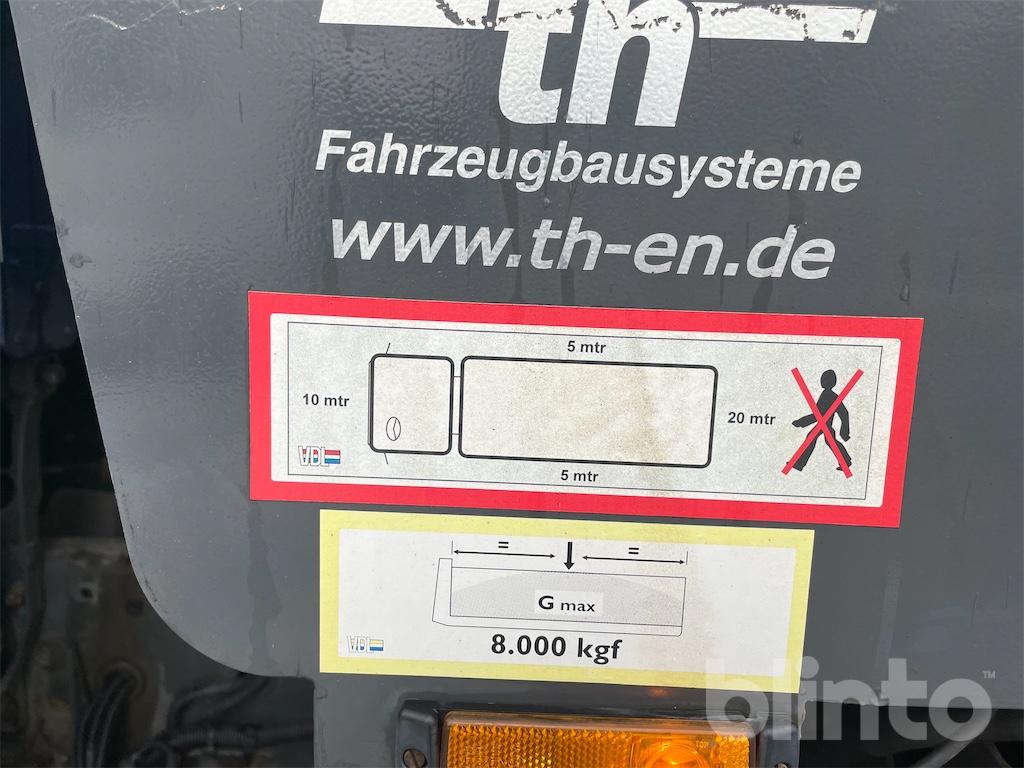 th
Fahrzeugbausysteme
www.th-en.de
5 mtr
10 mtr
20 mtr
VDL
5 mtr
= =
G max
VDL
8.000 kgf
blinto™